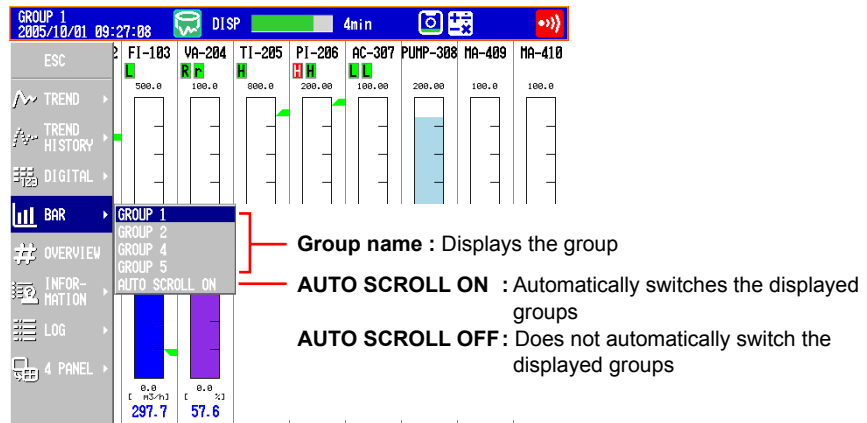 GROUP 1
2005/10/01 09:27:08
DISP
4min
ESC
2 FI-103 VA-204 TI-205 PI-206 AC-307 PUMP-308 MA-409 MA-410
L R r H H H L L
500.0 100.0 800.0 200.00 100.00 200.00 100.0 100.0
TREND
TREND
HISTORY
DIGITAL
123
BAR
GROUP 1
GROUP 2
GROUP 4
GROUP 5
AUTO SCROLL ON
OVERVIEW
INFOR-
MATION
LOG
4 PANEL
Group name : Displays the group
AUTO SCROLL ON : Automatically switches the displayed
groups
AUTO SCROLL OFF : Does not automatically switch the
displayed groups
0.0 0.0
[ m3/h] [ %]
297.7 57.6